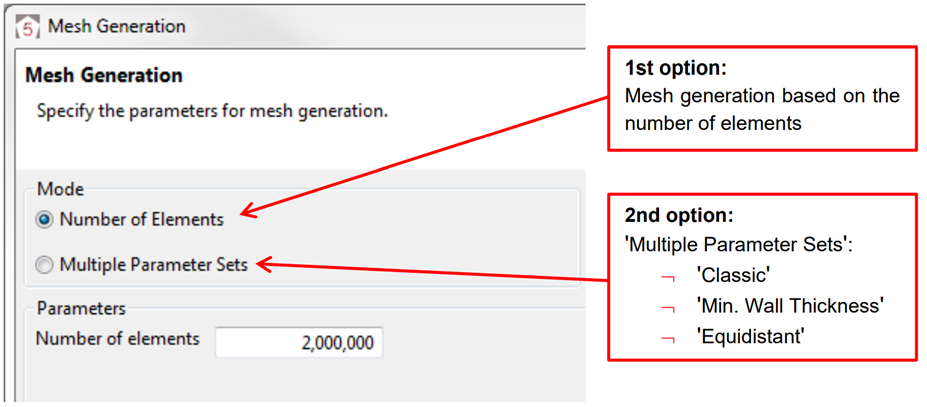 5 Mesh Generation
Mesh Generation
Specify the parameters for mesh generation.
Mode
Number of Elements
Multiple Parameter Sets
Parameters
Number of elements 2,000,000
1st option:
Mesh generation based on the
number of elements
2nd option:
'Multiple Parameter Sets':
¬ 'Classic'
¬ 'Min. Wall Thickness'
¬ 'Equidistant'